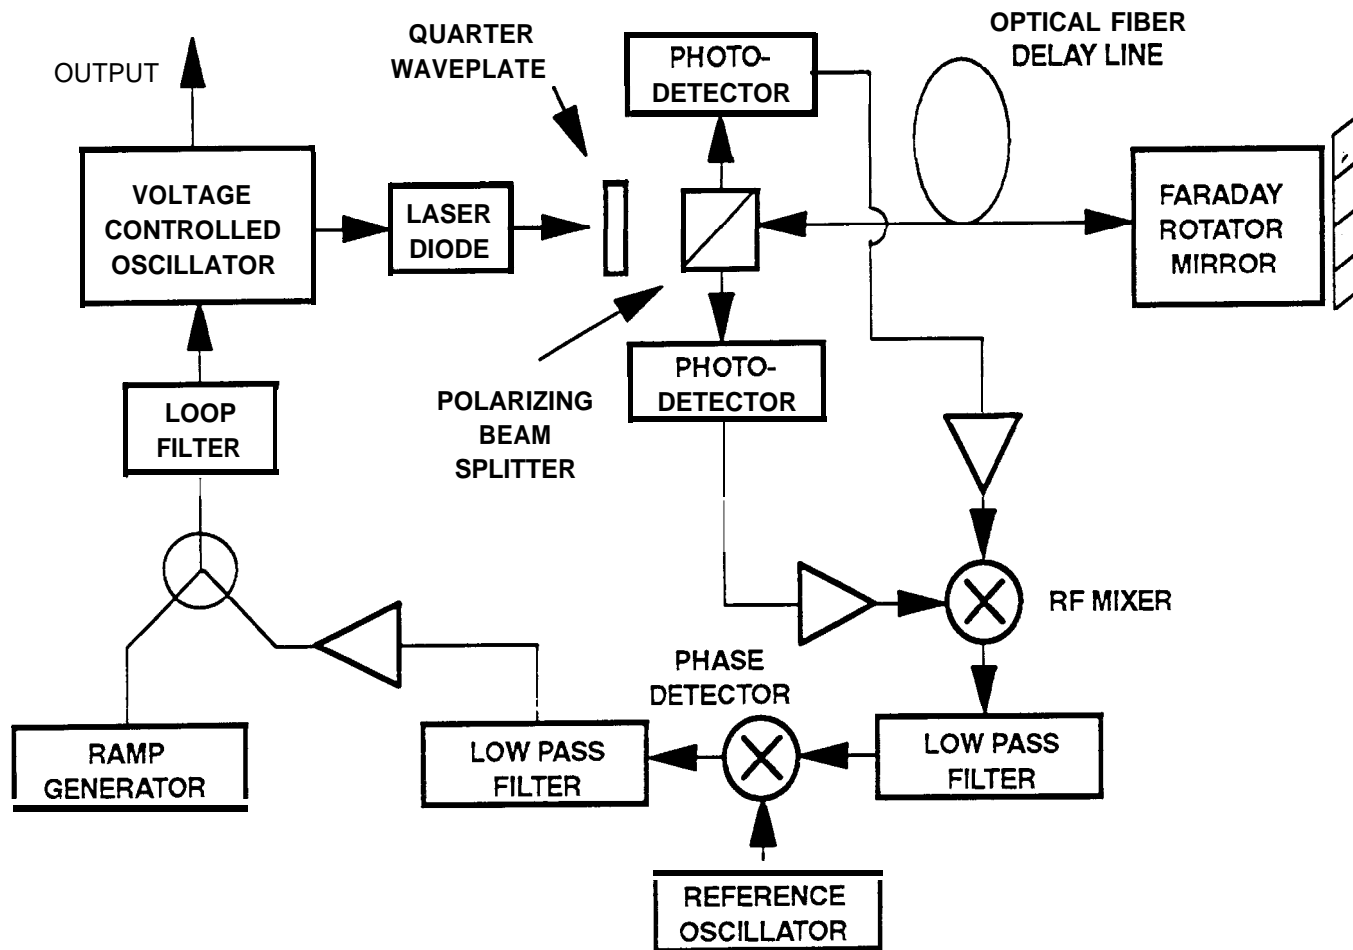 OUTPUT
QUARTER
WAVEPLATE
PHOTO-
DETECTOR
OPTICAL FIBER
DELAY LINE
VOLTAGE
CONTROLLED
OSCILLATOR
LASER
DIODE
FARADAY
ROTATOR
MIRROR
PHOTO-
DETECTOR
LOOP
FILTER
POLARIZING
BEAM
SPLITTER
RF MIXER
PHASE
DETECTOR
RAMP
GENERATOR
LOW PASS
FILTER
LOW PASS
FILTER
REFERENCE
OSCILLATOR